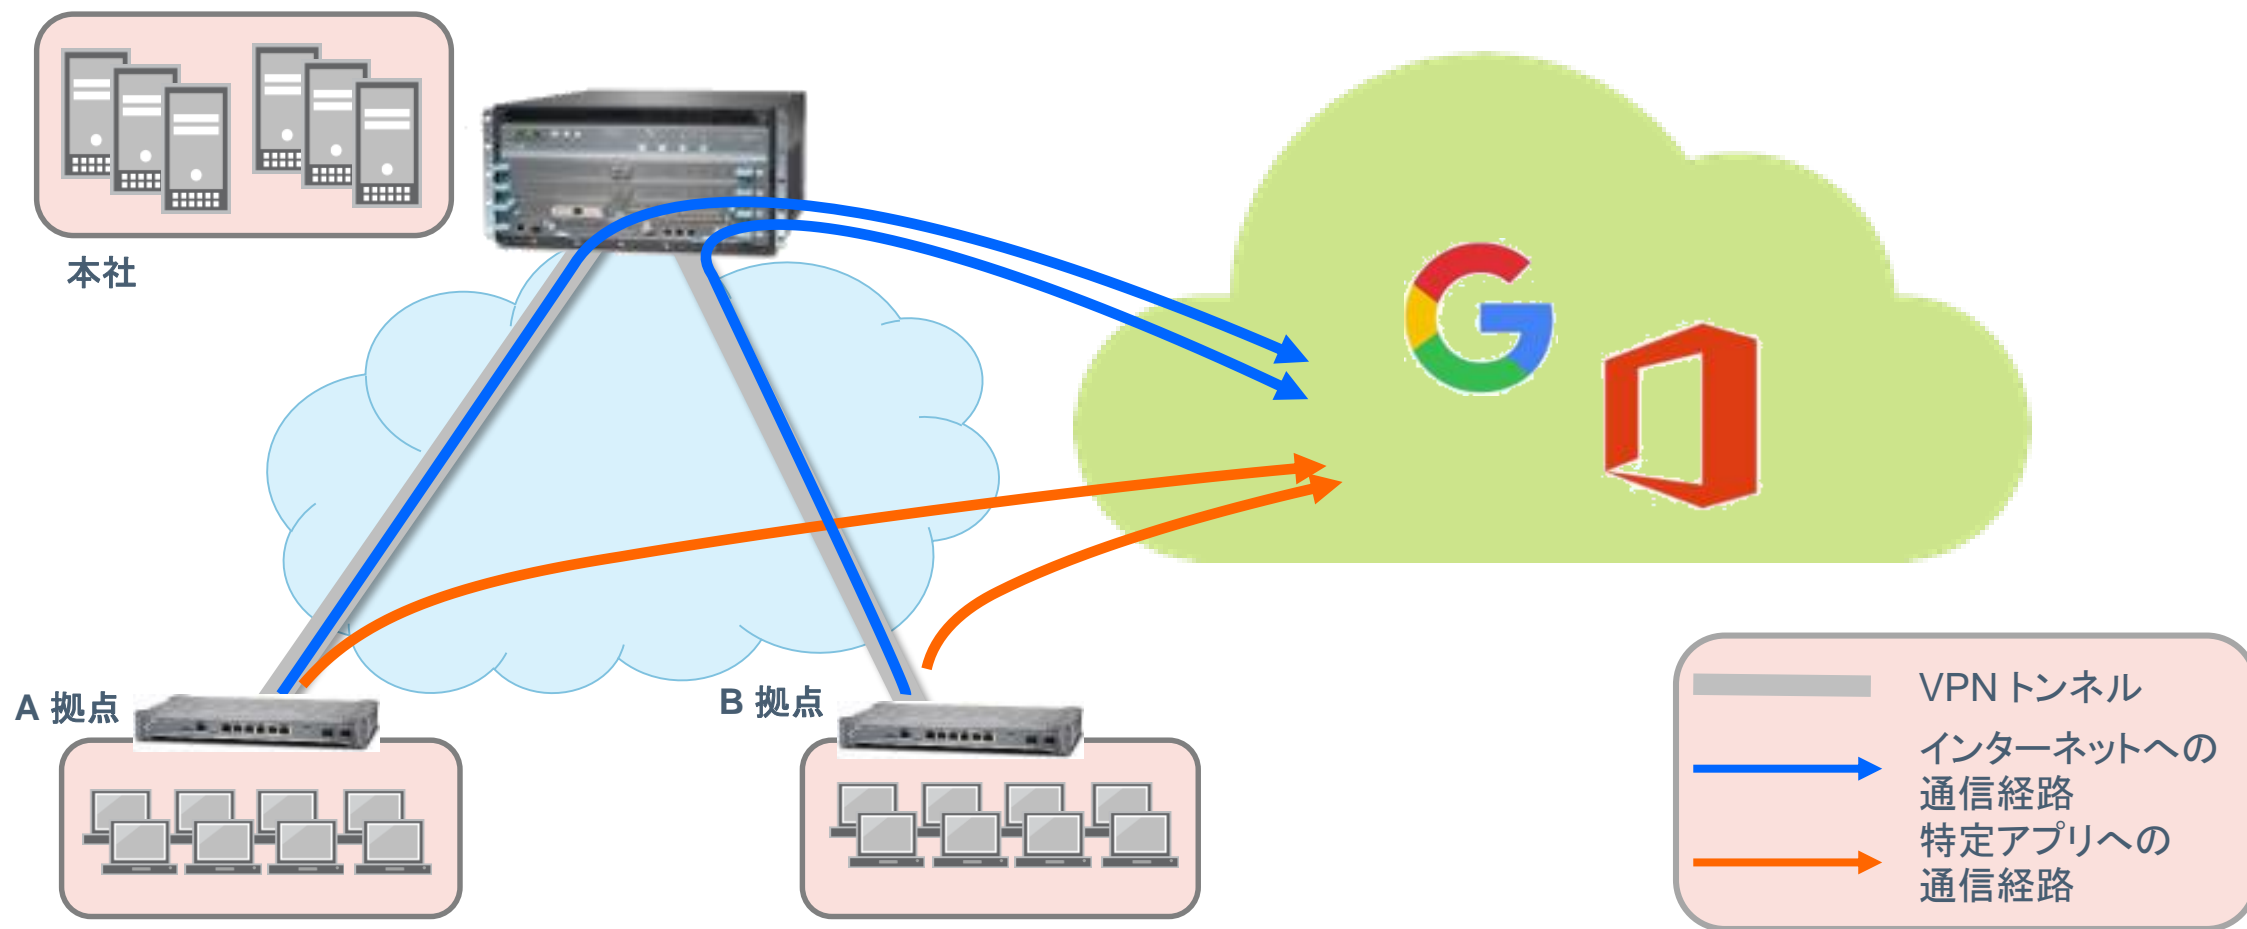 本社
A 拠点
B 拠点
VPN トンネル
インターネットへの
通信経路
特定アプリへの
通信経路